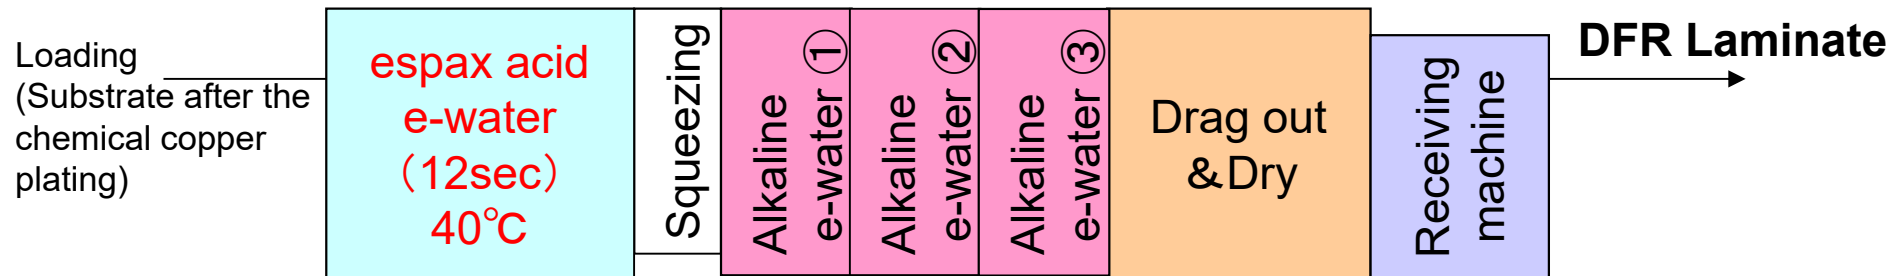 Loading
(Substrate after the
chemical copper
plating)
espax acid
e-water
（12sec）
40℃
Squeezing
Alkaline
e-water ①
Alkaline
e-water ②
Alkaline
e-water ③
Drag out
＆Dry
Receiving
machine
DFR Laminate